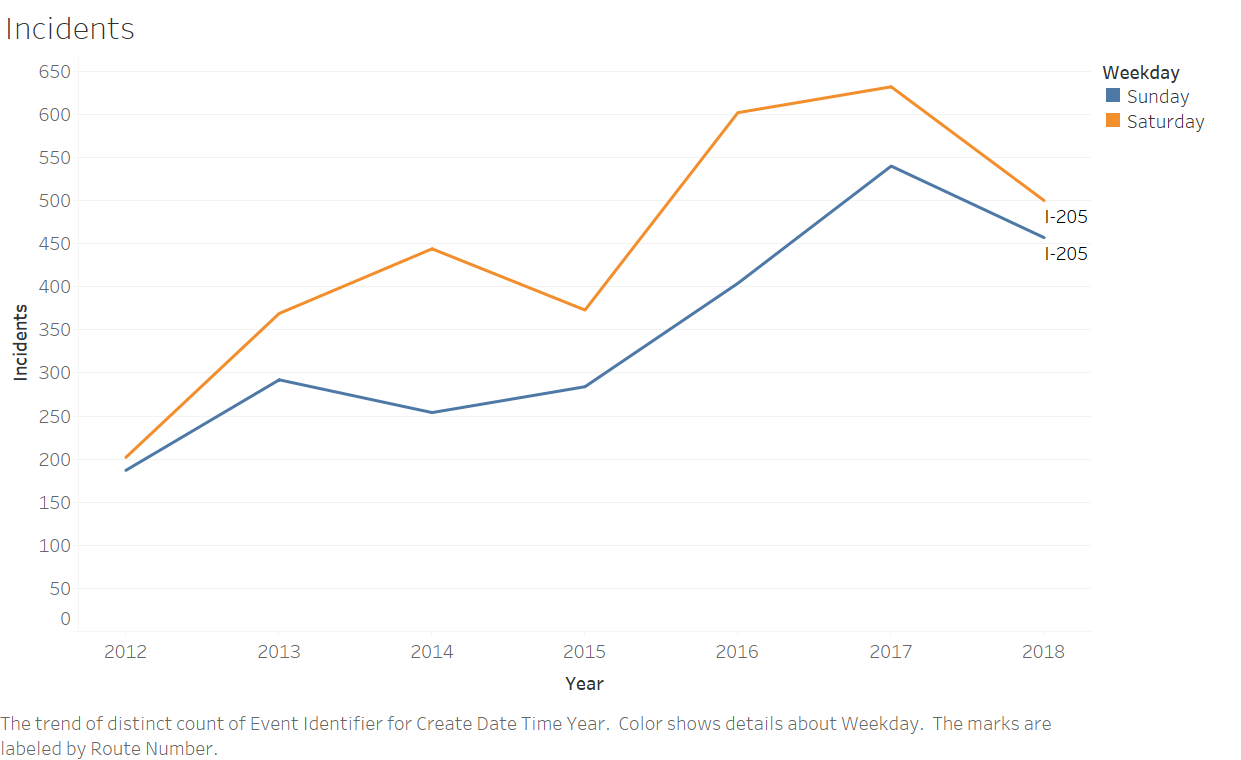 Incidents
Weekday
Sunday
Saturday
650
600
550
500
450
400
350
300
250
200
150
100
50
0
Incidents
I-205
I-205
2012 2013 2014 2015 2016 2017 2018
Year
The trend of distinct count of Event Identifier for Create Date Time Year.  Color shows details about Weekday.  The marks are
labeled by Route Number.